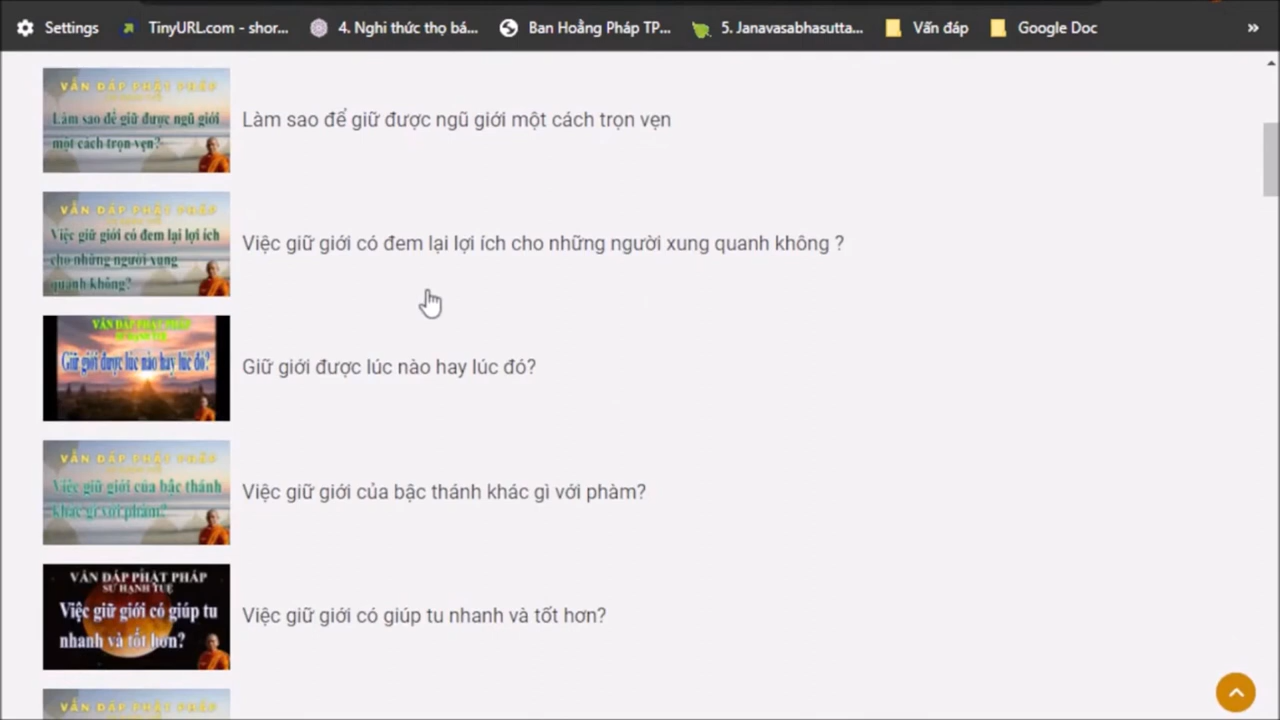 Settings
TinyURL.com - shor...
4. Nghi thức thọ bá...
Ban Hoằng Pháp TP...
5. Janavasabhasutta...
Vấn đáp
Google Doc
VẤN ĐÁP PHẬT PHÁP
Làm sao để giữ được ngũ giới
một cách trọn vẹn?
Làm sao để giữ được ngũ giới một cách trọn vẹn
VẤN ĐÁP PHẬT PHÁP
Việc giữ giới có đem lại lợi ích
cho những người xung
quanh không?
Việc giữ giới có đem lại lợi ích cho những người xung quanh không ?
VẤN ĐÁP PHẬT PHÁP
SƯ HẠNH TUỆ
Giữ giới được lúc nào hay lúc đó?
Giữ giới được lúc nào hay lúc đó?
VẤN ĐÁP PHẬT PHÁP
Việc giữ giới của bậc thánh
khác gì với phàm?
Việc giữ giới của bậc thánh khác gì với phàm?
VẤN ĐÁP PHẬT PHÁP
SƯ HẠNH TUỆ
Việc giữ giới có giúp tu
nhanh và tốt hơn?
Việc giữ giới có giúp tu nhanh và tốt hơn?
VẤN ĐÁP PHẬT PHÁP